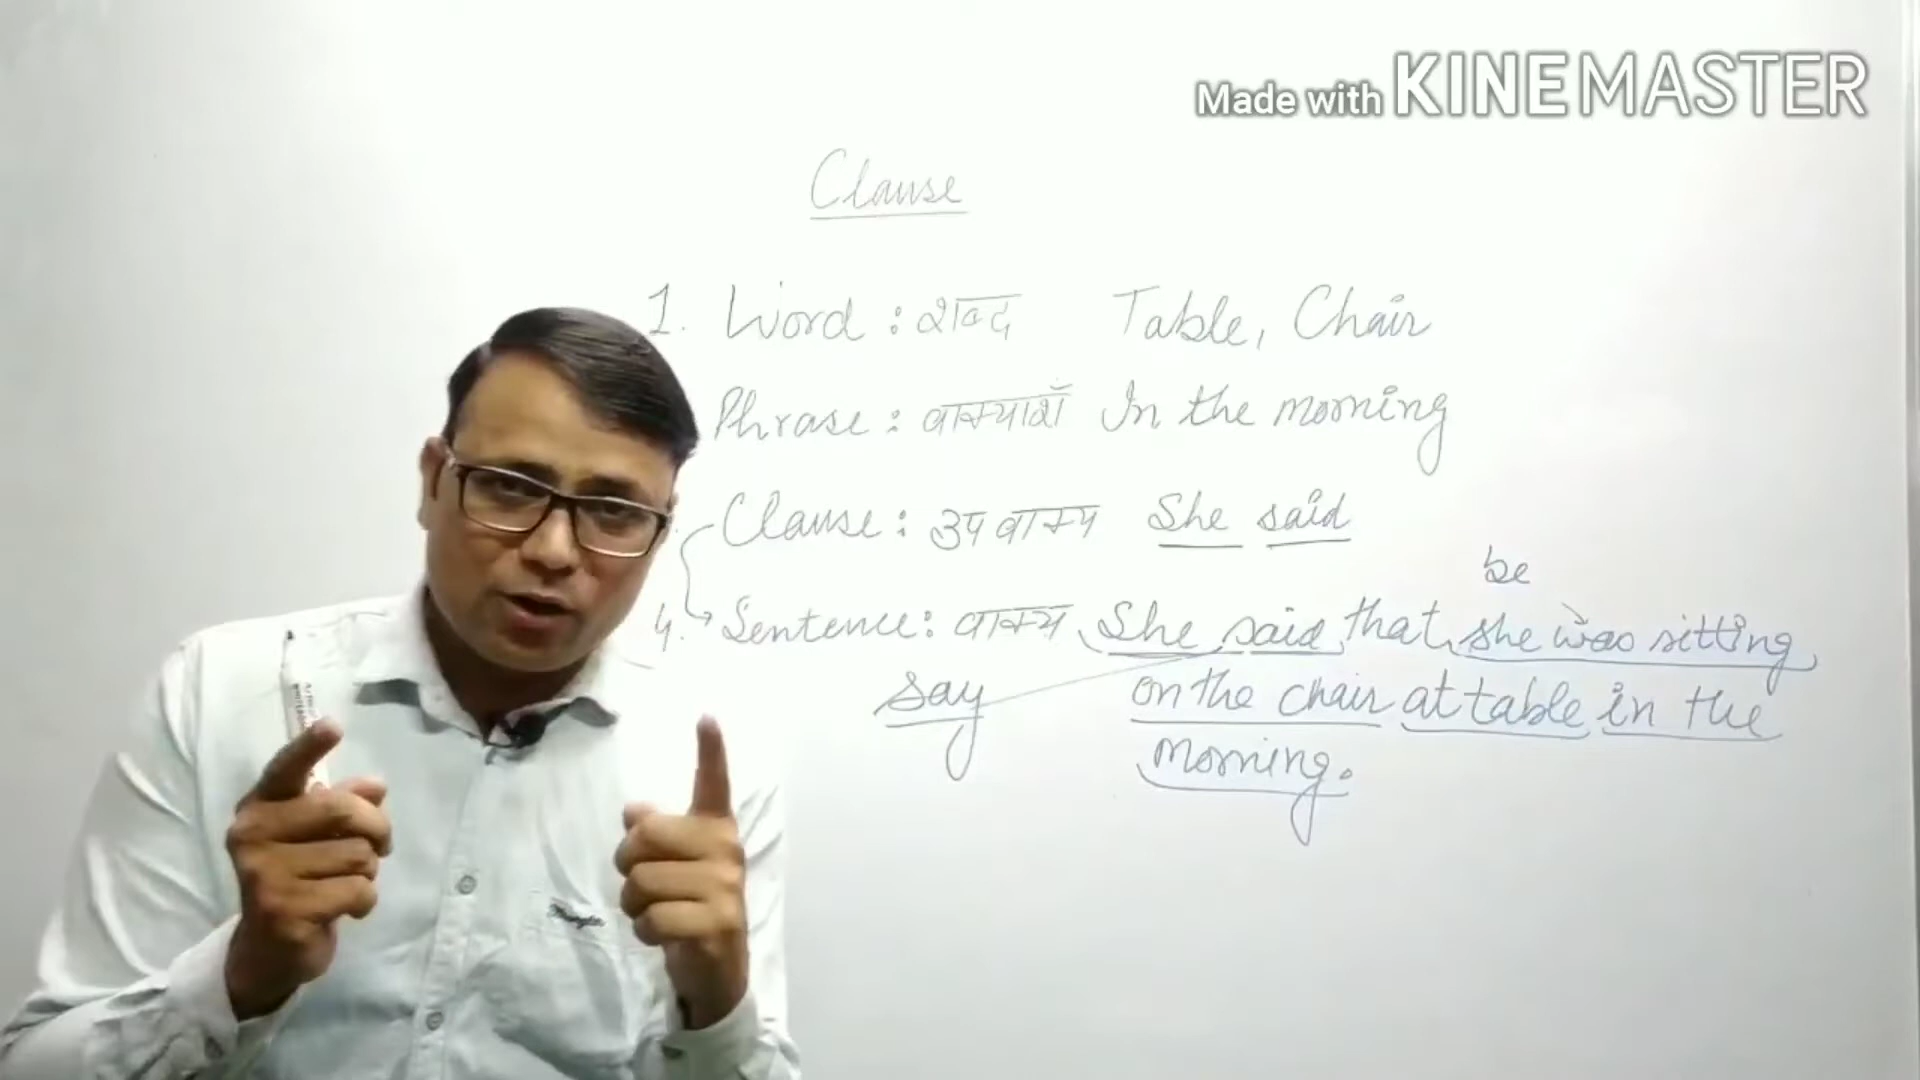 Made with KINEMASTER
Clause
1. Word : शब्द Table, Chair
Phrase : वाक्यांश In the morning
Clause : उपवाक्य She said
be
4. Sentence : वाक्य She said that she was sitting
say on the chair at table in the
morning.